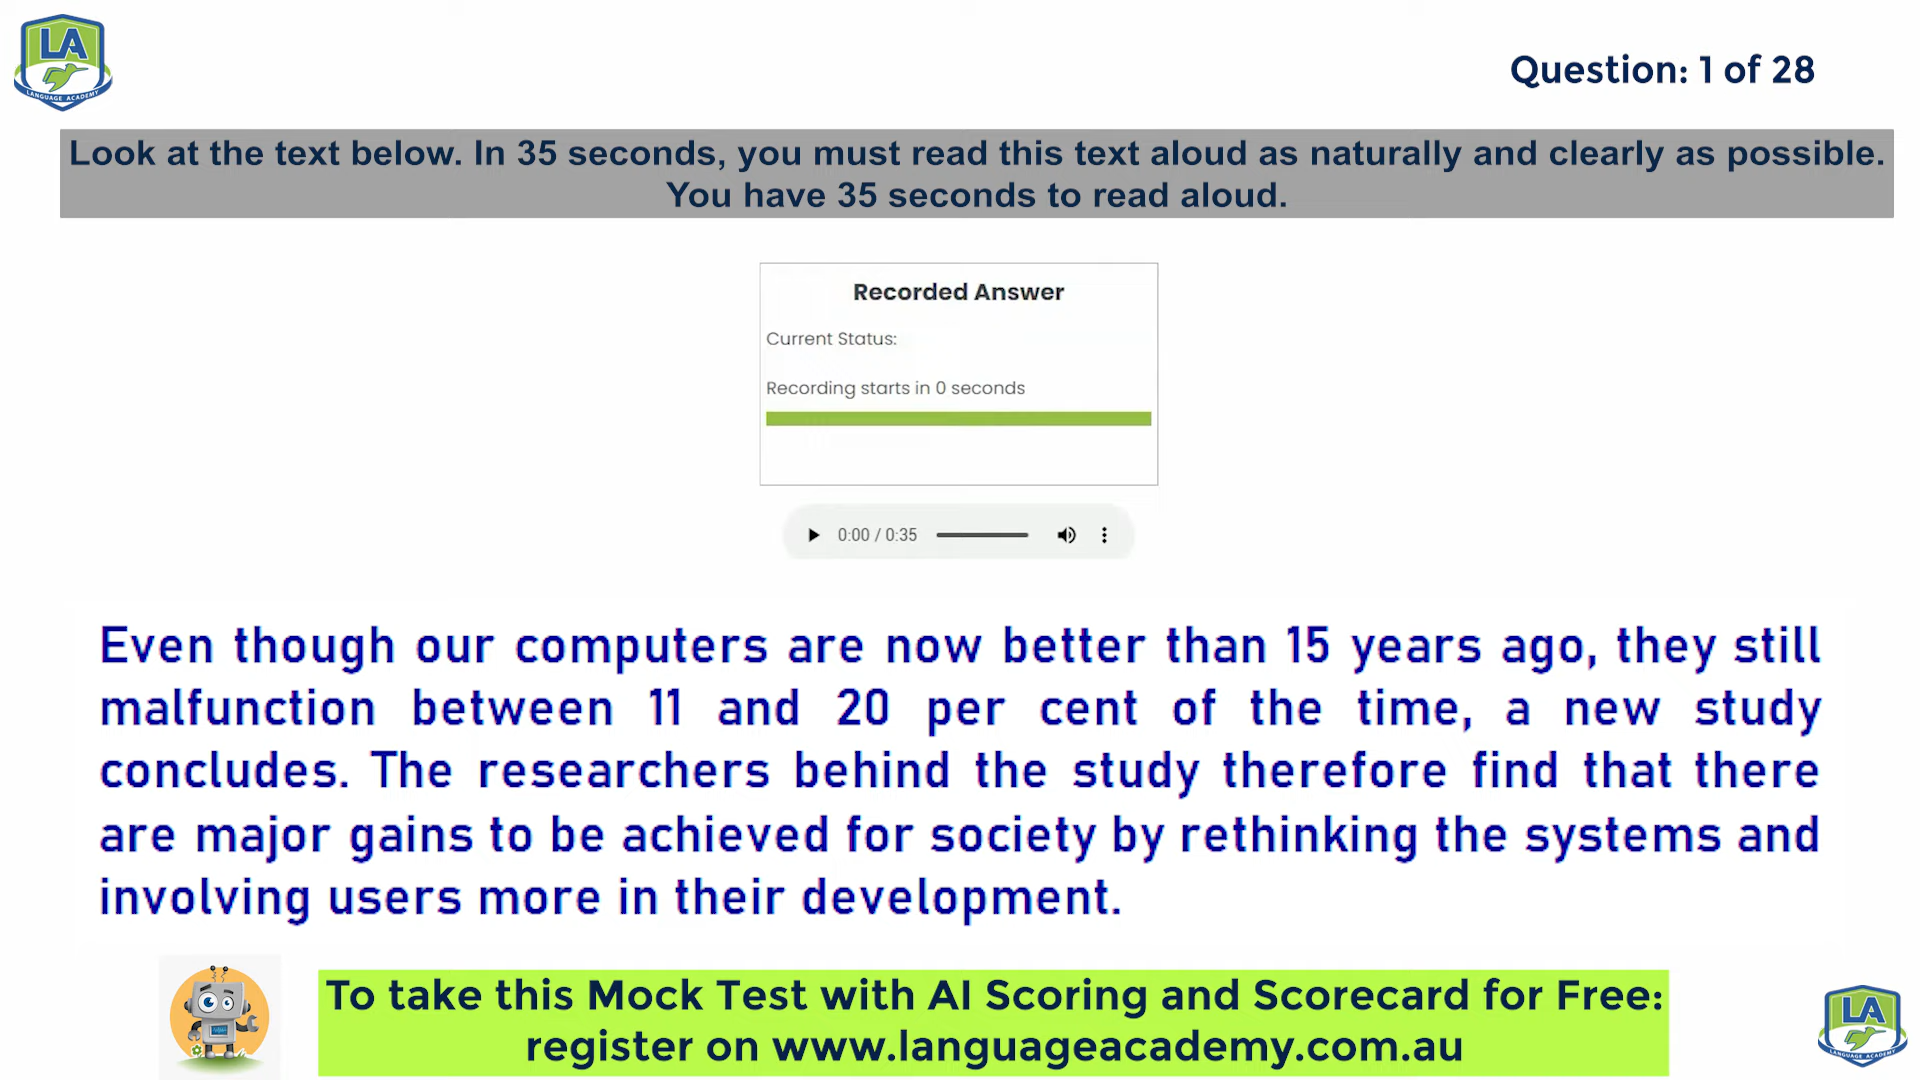 LA
LANGUAGE ACADEMY
Question: 1 of 28
Look at the text below. In 35 seconds, you must read this text aloud as naturally and clearly as possible.
You have 35 seconds to read aloud.
Recorded Answer
Current Status:
Recording starts in 0 seconds
0:00 / 0:35
Even though our computers are now better than 15 years ago, they still
malfunction between 11 and 20 per cent of the time, a new study
concludes. The researchers behind the study therefore find that there
are major gains to be achieved for society by rethinking the systems and
involving users more in their development.
To take this Mock Test with AI Scoring and Scorecard for Free:
register on www.languageacademy.com.au
LA
LANGUAGE ACADEMY